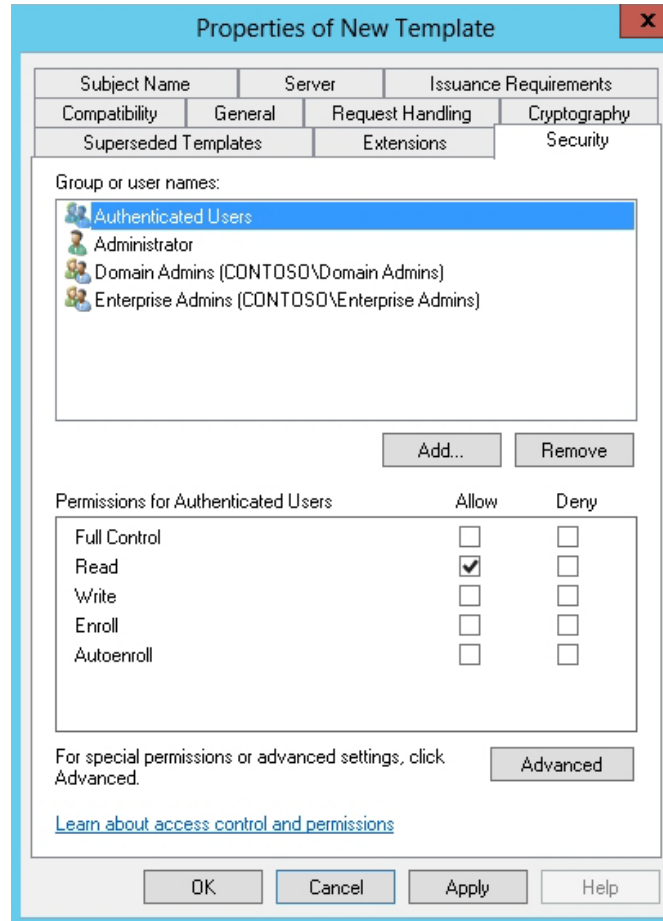 Properties of New Template
x
Subject Name Server Issuance Requirements
Compatibility General Request Handling Cryptography
Superseded Templates Extensions Security
Group or user names:
Authenticated Users
Administrator
Domain Admins (CONTOSO\Domain Admins)
Enterprise Admins (CONTOSO\Enterprise Admins)
Add... Remove
Permissions for Authenticated Users Allow Deny
Full Control
Read
Write
Enroll
Autoenroll
For special permissions or advanced settings, click
Advanced.
Advanced
Learn about access control and permissions
OK Cancel Apply Help